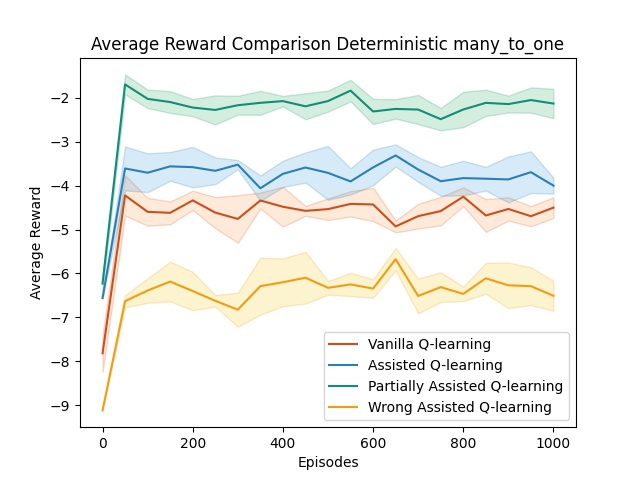 Average Reward Comparison Deterministic many_to_one
Average Reward
−2
−3
−4
−5
−6
−7
−8
−9
0
200
400
600
800
1000
Episodes
Vanilla Q-learning
Assisted Q-learning
Partially Assisted Q-learning
Wrong Assisted Q-learning